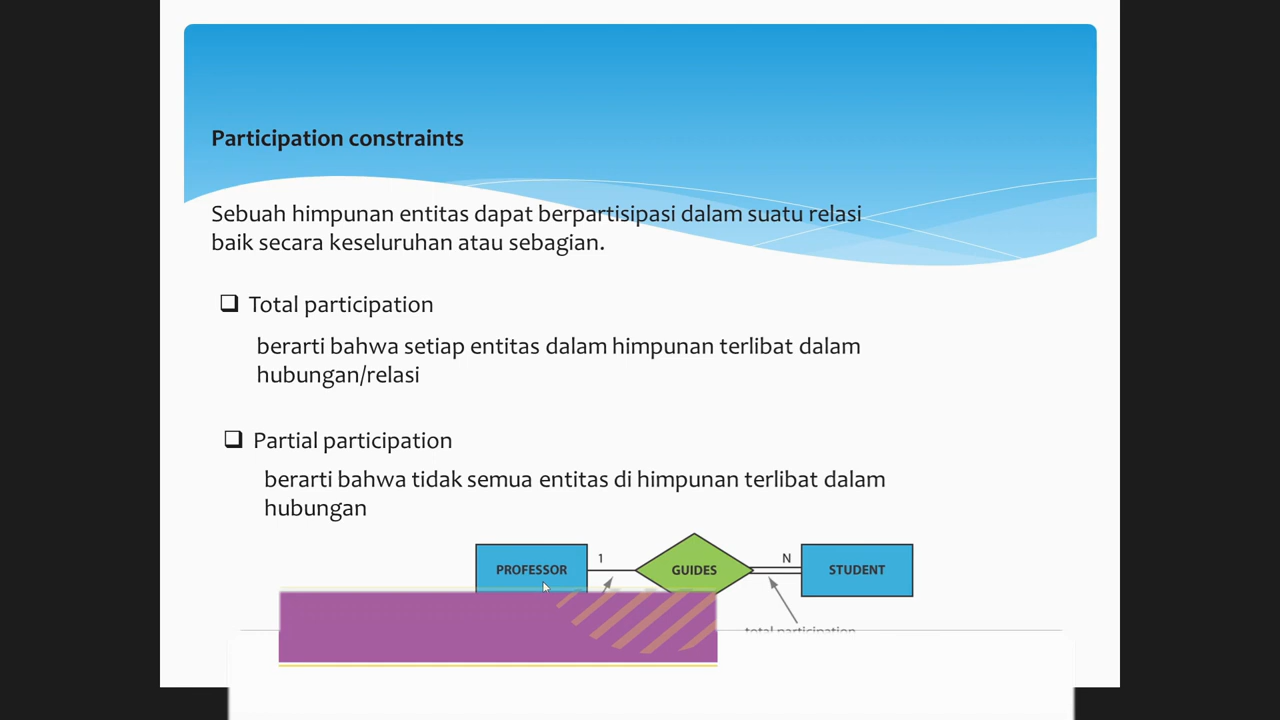 Participation constraints
Sebuah himpunan entitas dapat berpartisipasi dalam suatu relasi
baik secara keseluruhan atau sebagian.
Total participation
berarti bahwa setiap entitas dalam himpunan terlibat dalam
hubungan/relasi
Partial participation
berarti bahwa tidak semua entitas di himpunan terlibat dalam
hubungan
PROFESSOR 1 GUIDES N STUDENT
total participation